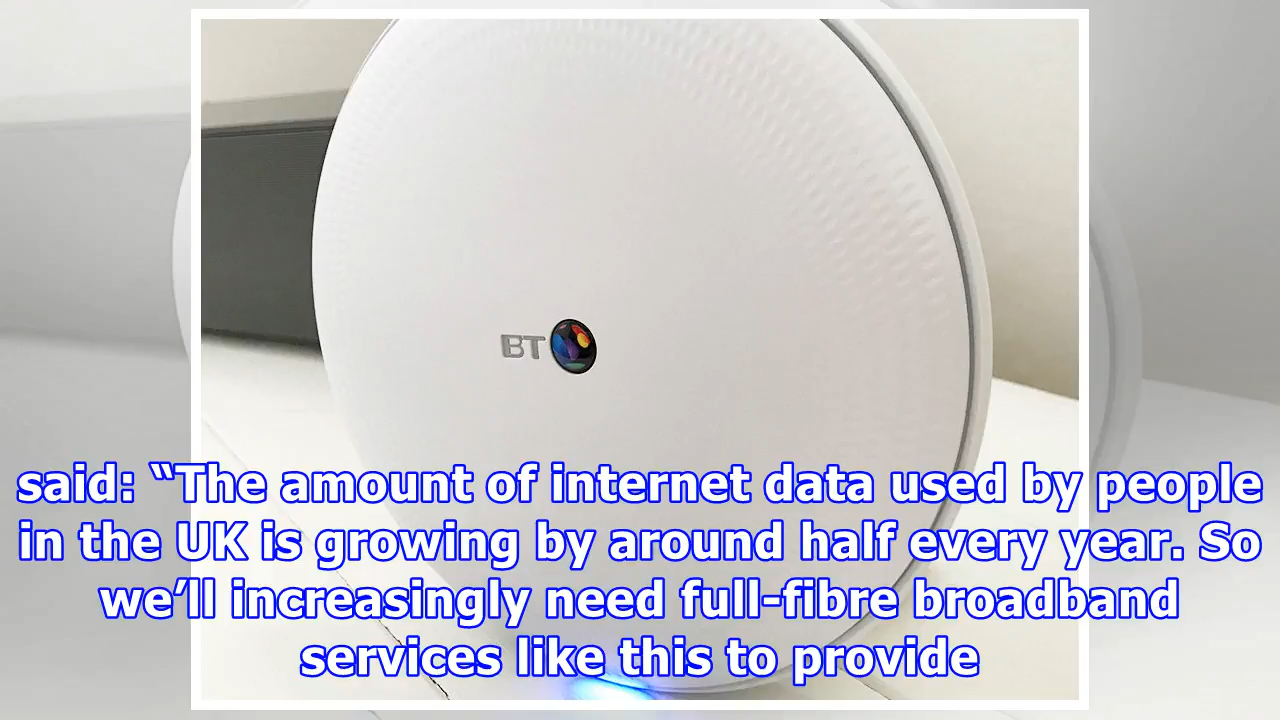 BT
said: “The amount of internet data used by people
in the UK is growing by around half every year. So
we’ll increasingly need full-fibre broadband
services like this to provide